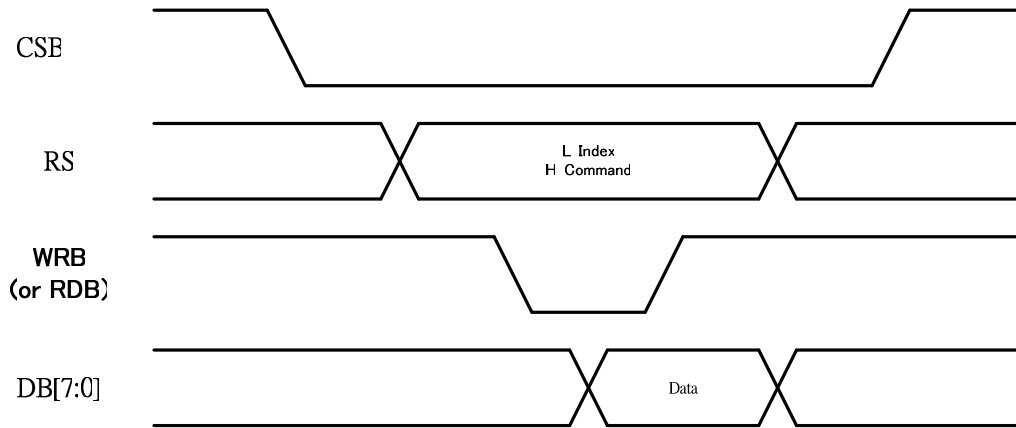 CSB
RS
L Index
H Command
WRB
(or RDB)
DB[7:0]
Data